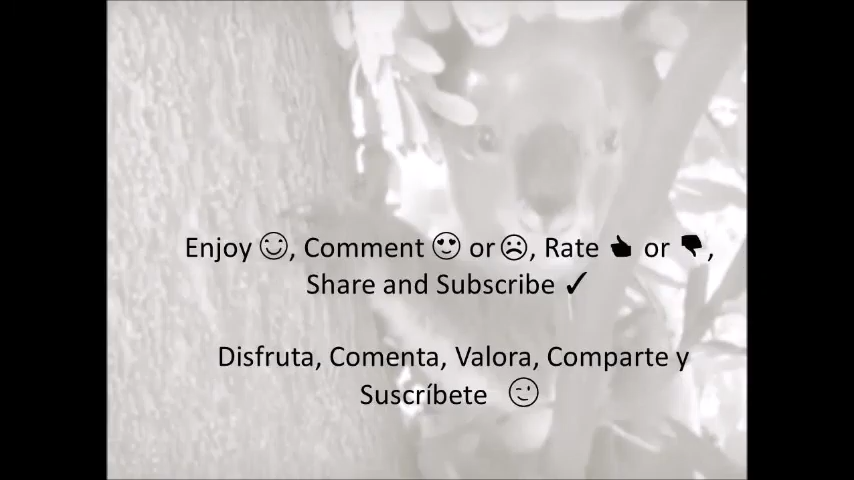 Enjoy ☺, Comment 😍 or ☹, Rate 👍 or 👎,
Share and Subscribe ✓
Disfruta, Comenta, Valora, Comparte y
Suscríbete 😉